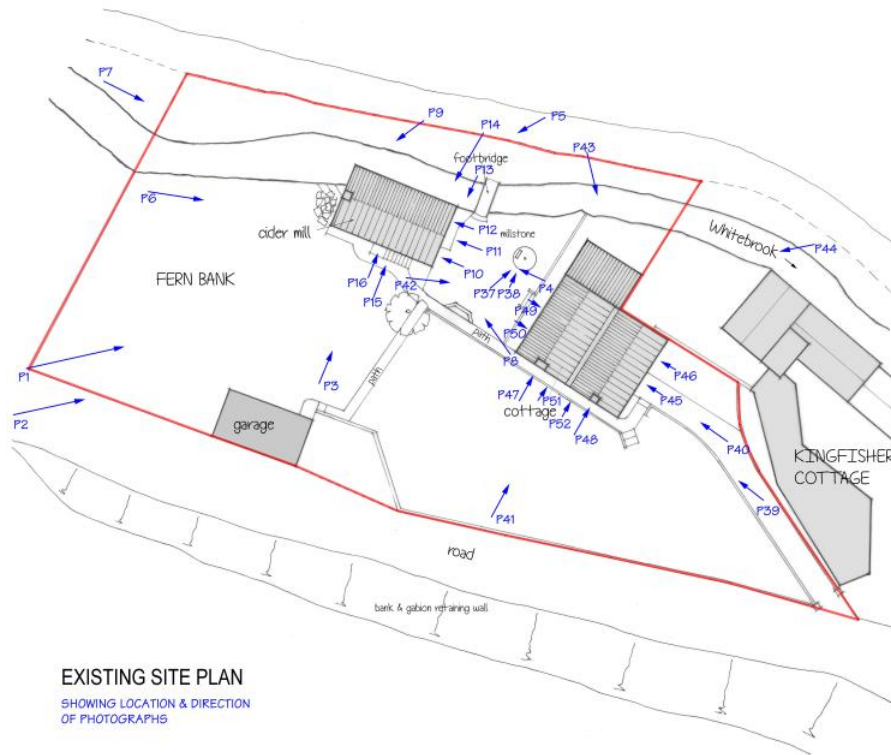 P7
P9
P14
P5
footbridge
P43
P13
P6
cider mill
P12
millstone
P11
Whitebrook
P44
P10
FERN BANK
P16
P42
P15
P37
P38
P4
P49
P50
path
P8
P1
P3
path
P46
P2
P47
P51
P45
cottage
P52
garage
P48
P40
KINGFISHER
COTTAGE
P39
P41
road
bank & gabion retaining wall
EXISTING SITE PLAN
SHOWING LOCATION & DIRECTION
OF PHOTOGRAPHS